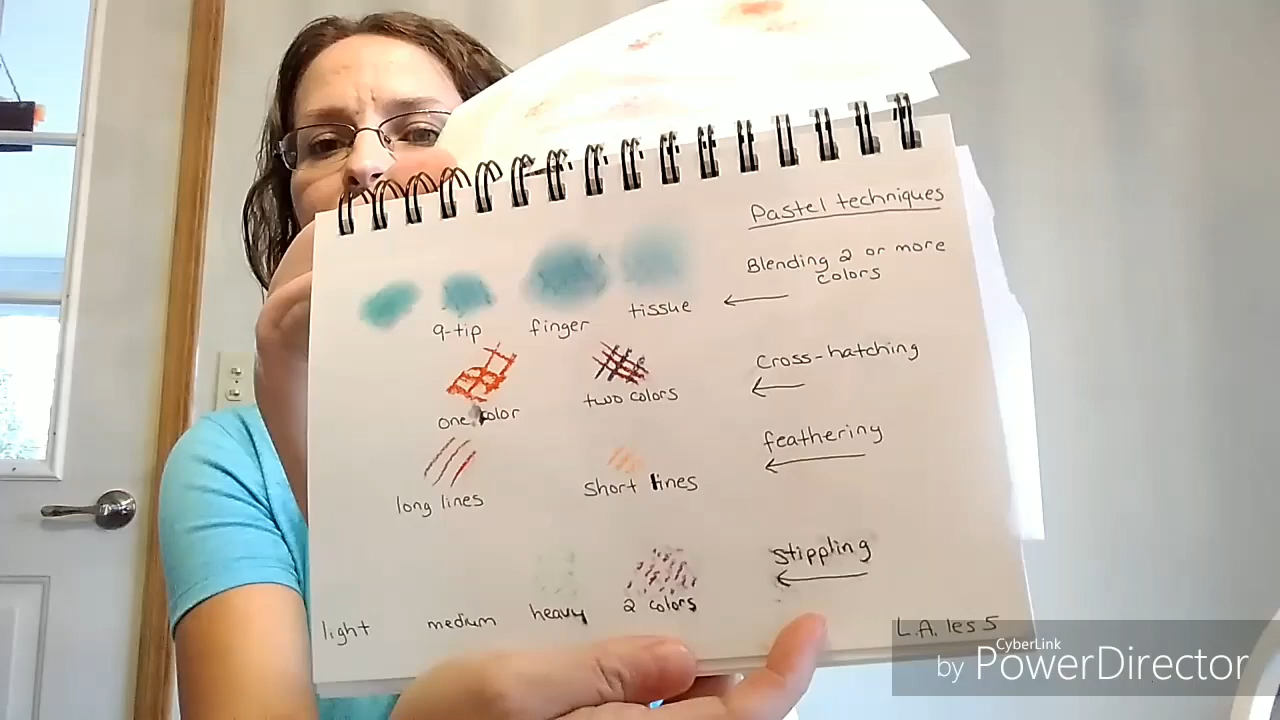 Pastel techniques
Blending 2 or more
colors
q-tip finger tissue
Cross-hatching
one color two colors
feathering
long lines short lines
stippling
light medium heavy 2 colors
L.A. les 5
CyberLink
by PowerDirector